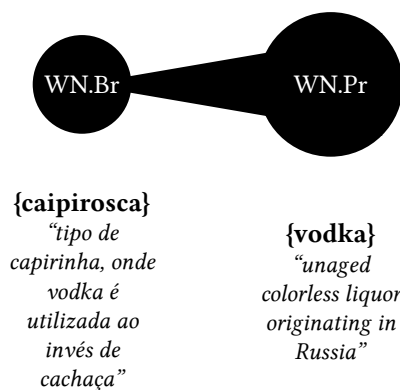 WN.Br
WN.Pr
{caipirosca}
“tipo de
capirinha, onde
vodka é
utilizada ao
invés de
cachaça”
{vodka}
“unaged
colorless liquor
originating in
Russia”